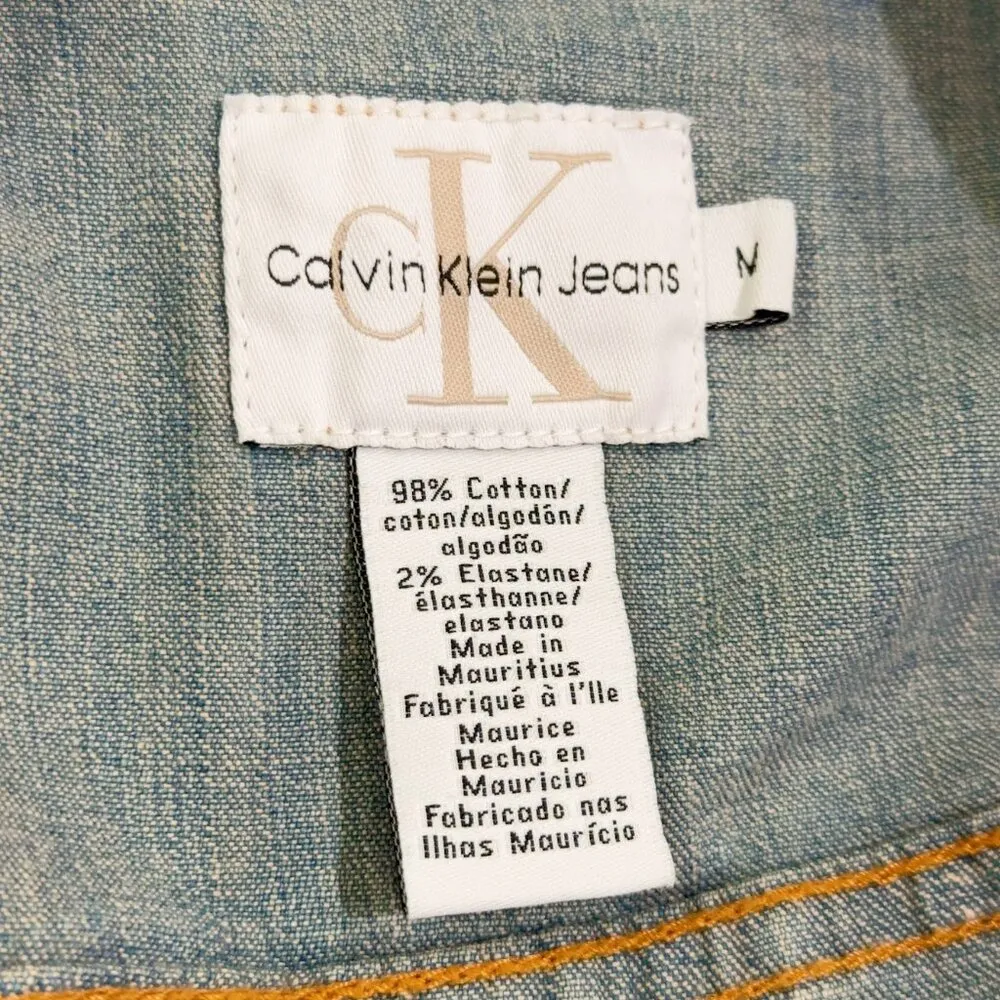 CK
Calvin Klein Jeans
M
98% Cotton/
coton/algodón/
algodão
2% Elastane/
élasthanne/
elastano
Made in
Mauritius
Fabriqué à l'Ile
Maurice
Hecho en
Mauricio
Fabricado nas
Ilhas Maurício